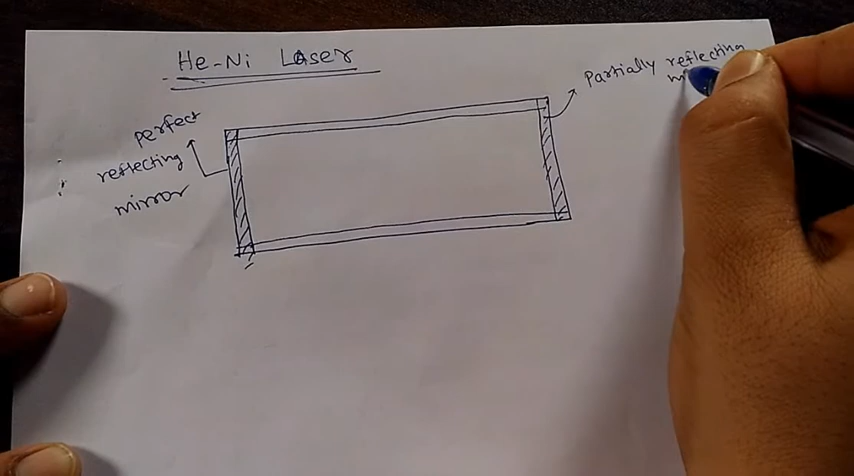 He-Ni Laser
perfect
reflecting
mirror
Partially reflecting